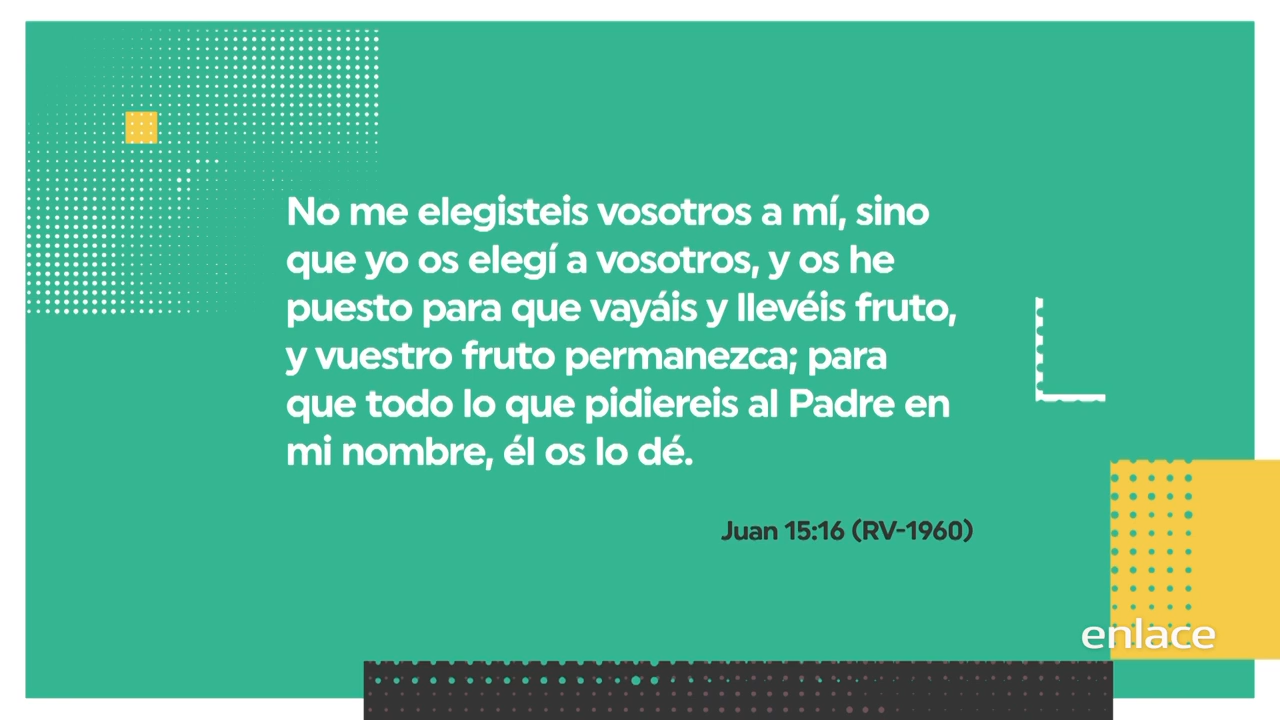 No me elegisteis vosotros a mí, sino
que yo os elegí a vosotros, y os he
puesto para que vayáis y llevéis fruto,
y vuestro fruto permanezca; para
que todo lo que pidiereis al Padre en
mi nombre, él os lo dé.
Juan 15:16 (RV-1960)
enlace